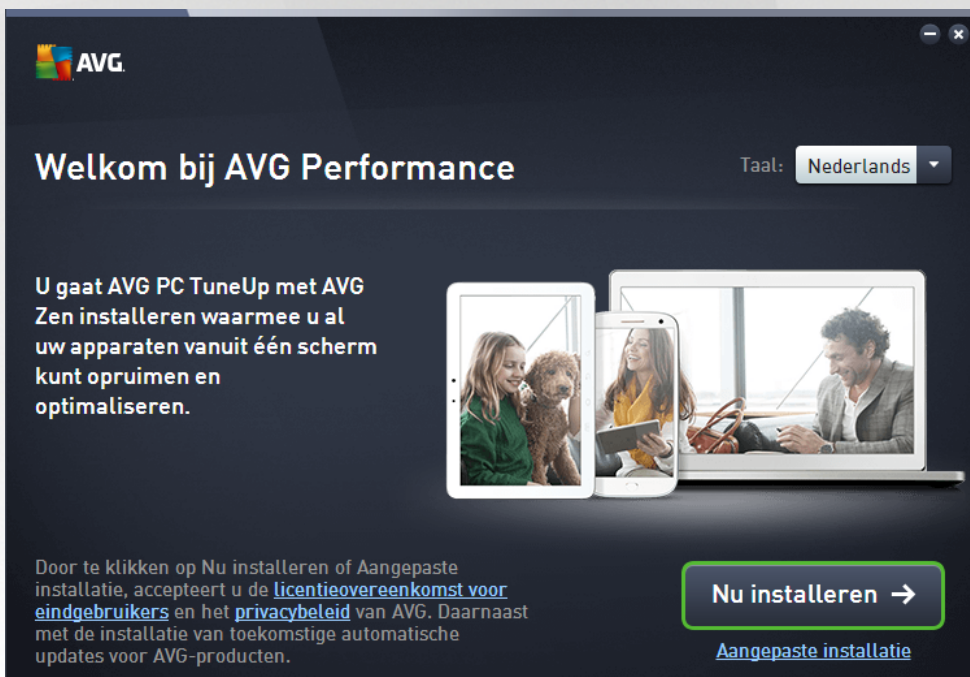 AVG.
Welkom bij AVG Performance
Taal:
Nederlands
U gaat AVG PC TuneUp met AVG
Zen installeren waarmee u al
uw apparaten vanuit één scherm
kunt opruimen en
optimaliseren.
Door te klikken op Nu installeren of Aangepaste
installatie, accepteert u de licentieovereenkomst voor
eindgebruikers en het privacybeleid van AVG. Daarnaast
met de installatie van toekomstige automatische
updates voor AVG-producten.
Nu installeren →
Aangepaste installatie